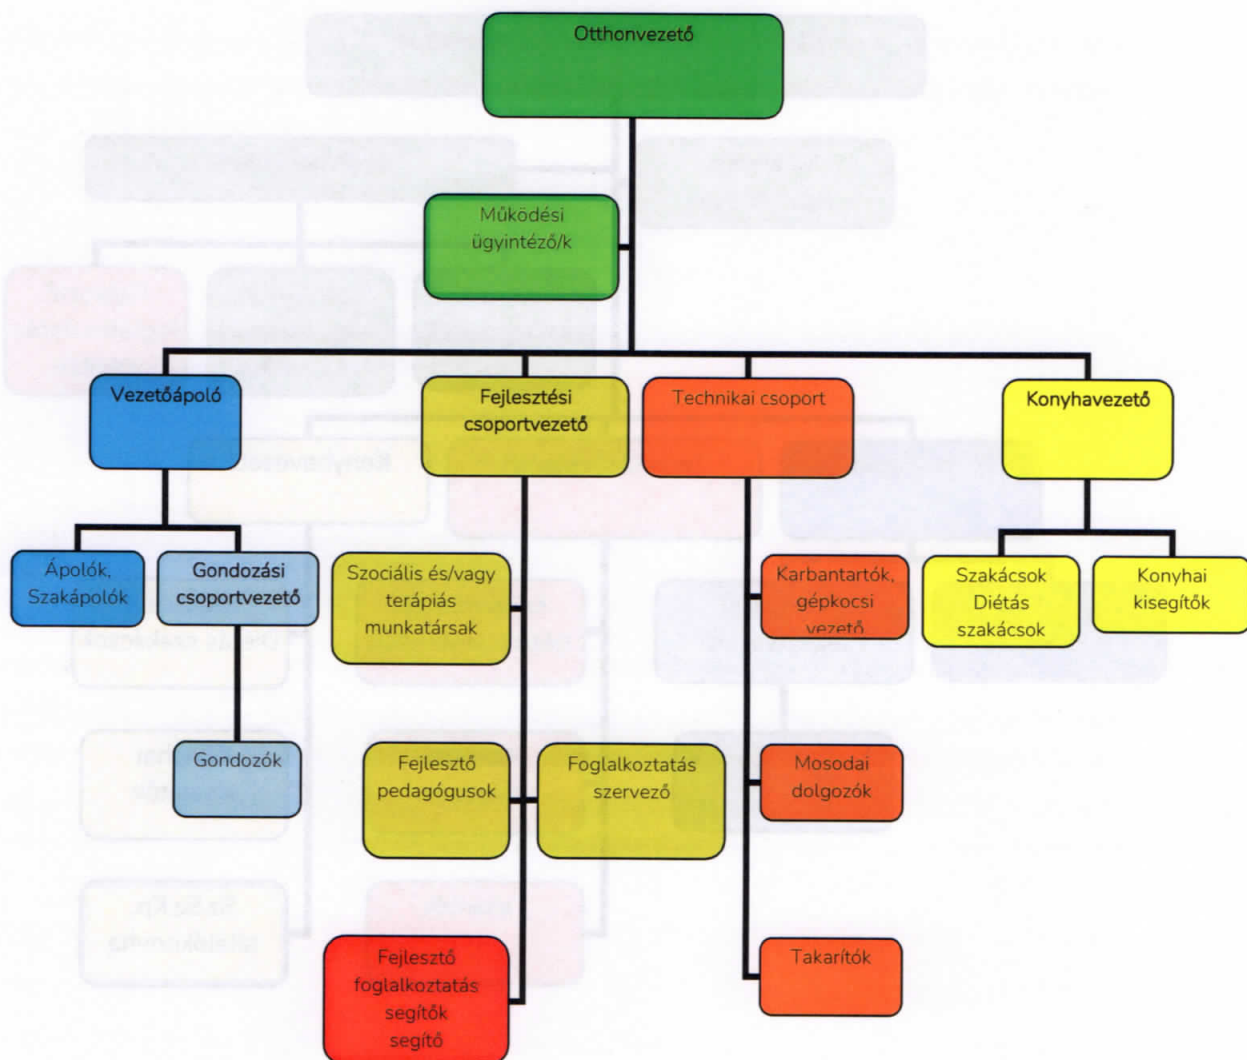 Otthonvezető
Működési
ügyintéző/k
Vezetőápoló
Fejlesztési
csoportvezető
Technikai csoport
Konyhavezető
Ápolók,
Szakápolók
Gondozási
csoportvezető
Szociális és/vagy
terápiás
munkatársak
Karbantartók,
gépkocsi
vezető
Szakácsok
Diétás
szakácsok
Konyhai
kisegítők
Gondozók
Fejlesztő
pedagógusok
Foglalkoztatás
szervező
Mosodai
dolgozók
Fejlesztő
foglalkoztatás
segítők
segítő
Takarítók